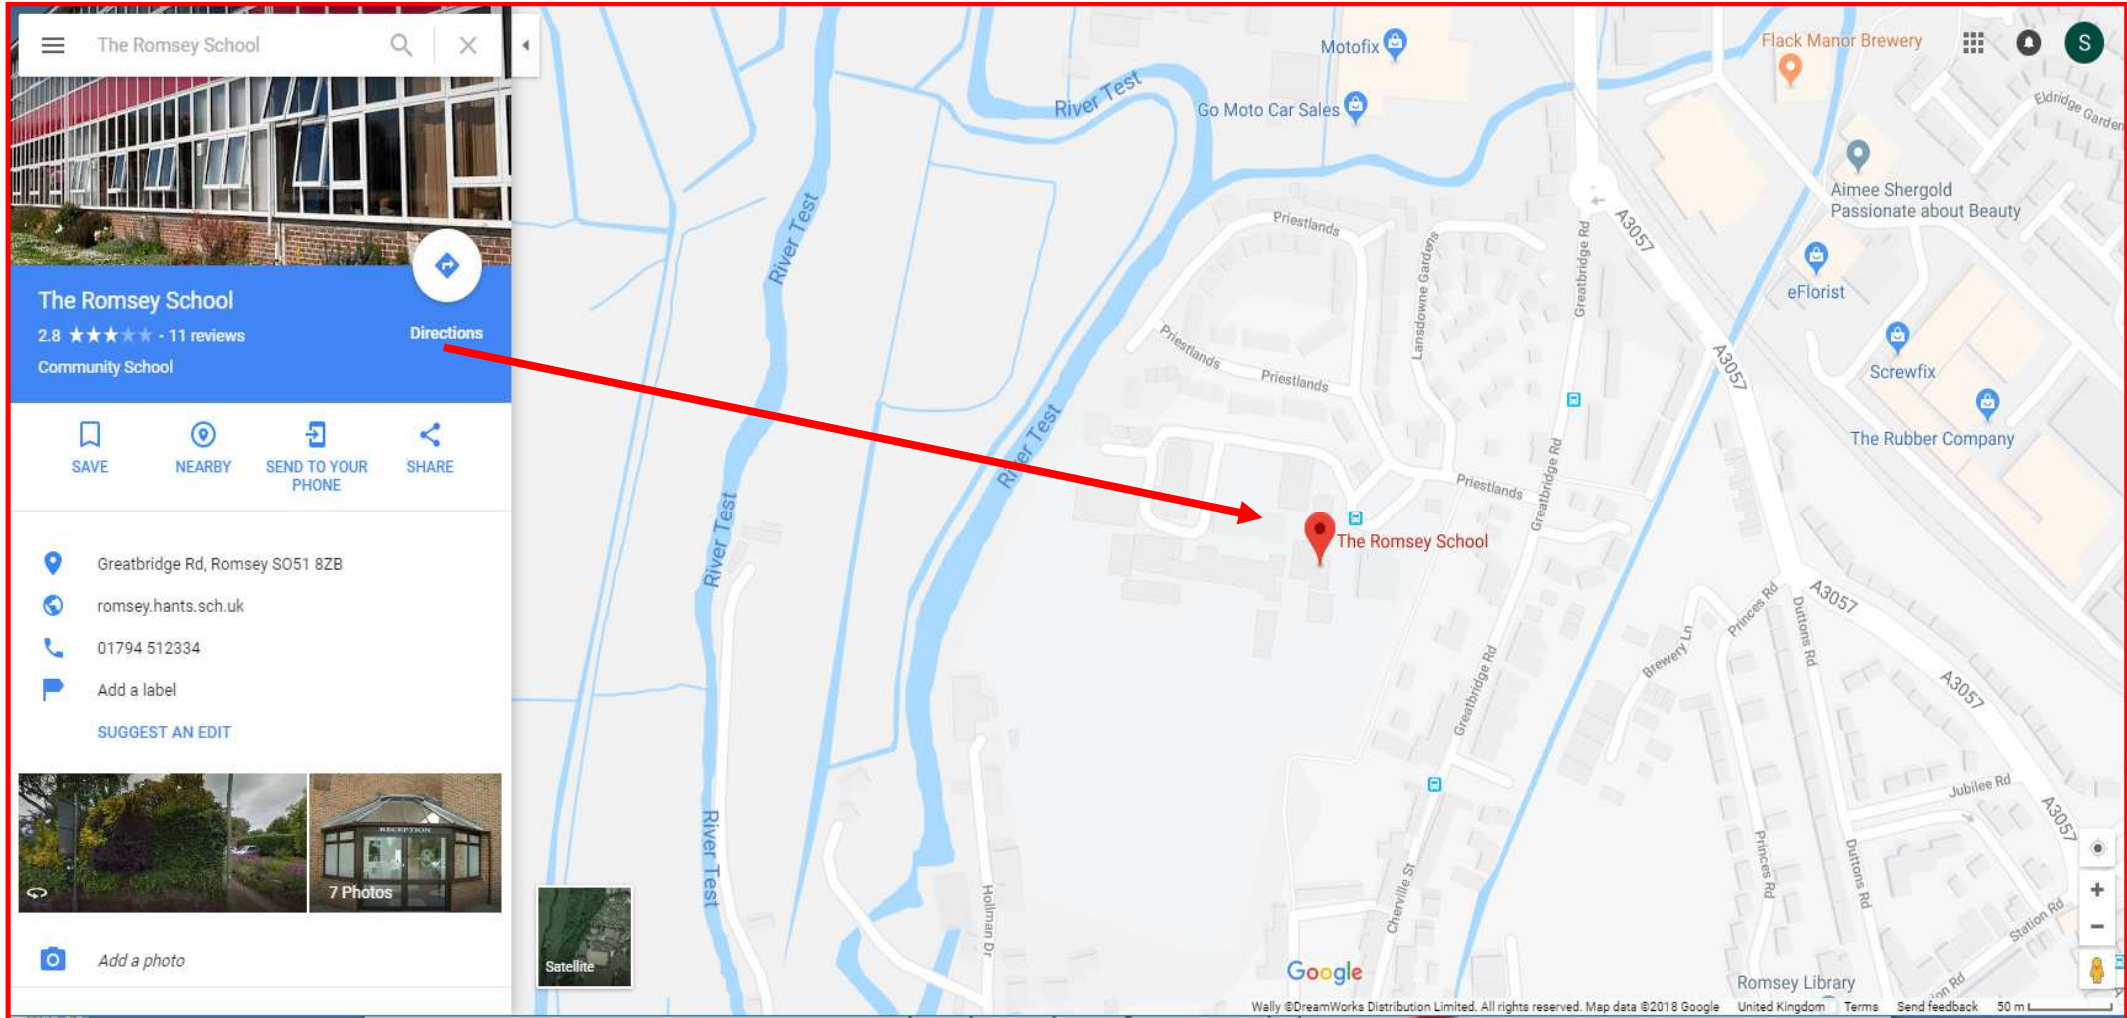 The Romsey School
The Romsey School
2.8 ★★★★★ · 11 reviews
Directions
Community School
SAVE
NEARBY
SEND TO YOUR
PHONE
SHARE
Greatbridge Rd, Romsey SO51 8ZB
romsey.hants.sch.uk
01794 512334
Add a label
SUGGEST AN EDIT
RECEPTION
7 Photos
Add a photo
Satellite
Motofix
Flack Manor Brewery
S
River Test
Go Moto Car Sales
Eldridge Garden
Aimee Shergold
Passionate about Beauty
River Test
Priestlands
Lansdowne Gardens
Greatbridge Rd
A3057
eFlorist
Priestlands
Priestlands
A3057
Screwfix
The Rubber Company
River Test
Greatbridge Rd
Priestlands
River Test
The Romsey School
Princes Rd
A3057
Duttons Rd
Brewery Ln
Greatbridge Rd
A3057
Jubilee Rd
A3057
River Test
Princes Rd
Duttons Rd
Hollman Dr
Cherville St
Station Rd
Romsey Library
on Rd
Google
Wally ©DreamWorks Distribution Limited. All rights reserved. Map data ©2018 Google United Kingdom Terms Send feedback 50 m